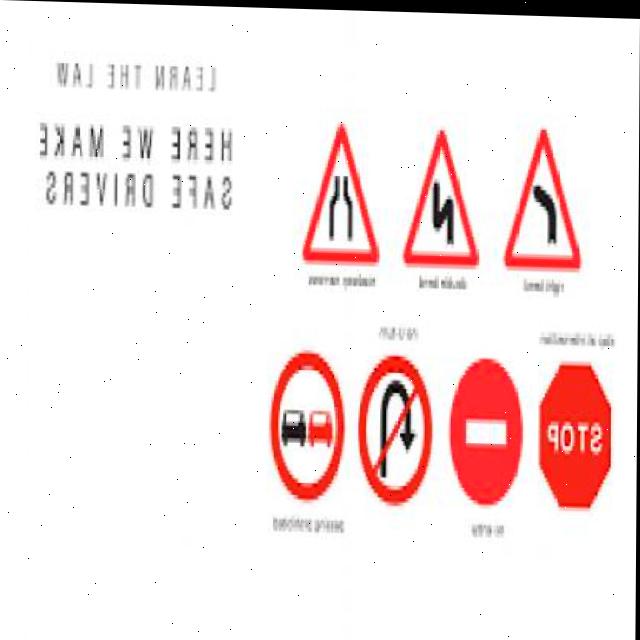 LEARN THE LAW
HERE WE MAKE
SAFE DRIVERS
right bend
double bend
roadway narrows
stop at intersection
no u-turn
STOP
no entry
passing prohibited